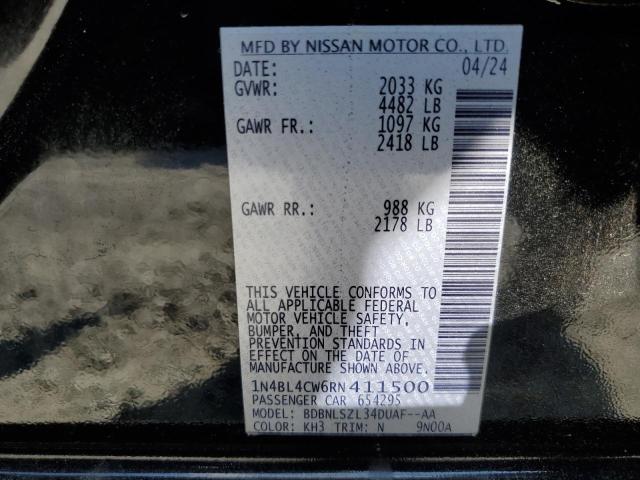 MFD BY NISSAN MOTOR CO., LTD.
DATE: 04/24
GVWR: 2033 KG
4482 LB
GAWR FR.: 1097 KG
2418 LB
GAWR RR.: 988 KG
2178 LB
THIS VEHICLE CONFORMS TO
ALL APPLICABLE FEDERAL
MOTOR VEHICLE SAFETY,
BUMPER, AND THEFT
PREVENTION STANDARDS IN
EFFECT ON THE DATE OF
MANUFACTURE SHOWN ABOVE.
1N4BL4CW6RN411500
PASSENGER CAR 654295
MODEL: BDBNLSZL34DUAF--AA
COLOR: KH3 TRIM: N 9N00A